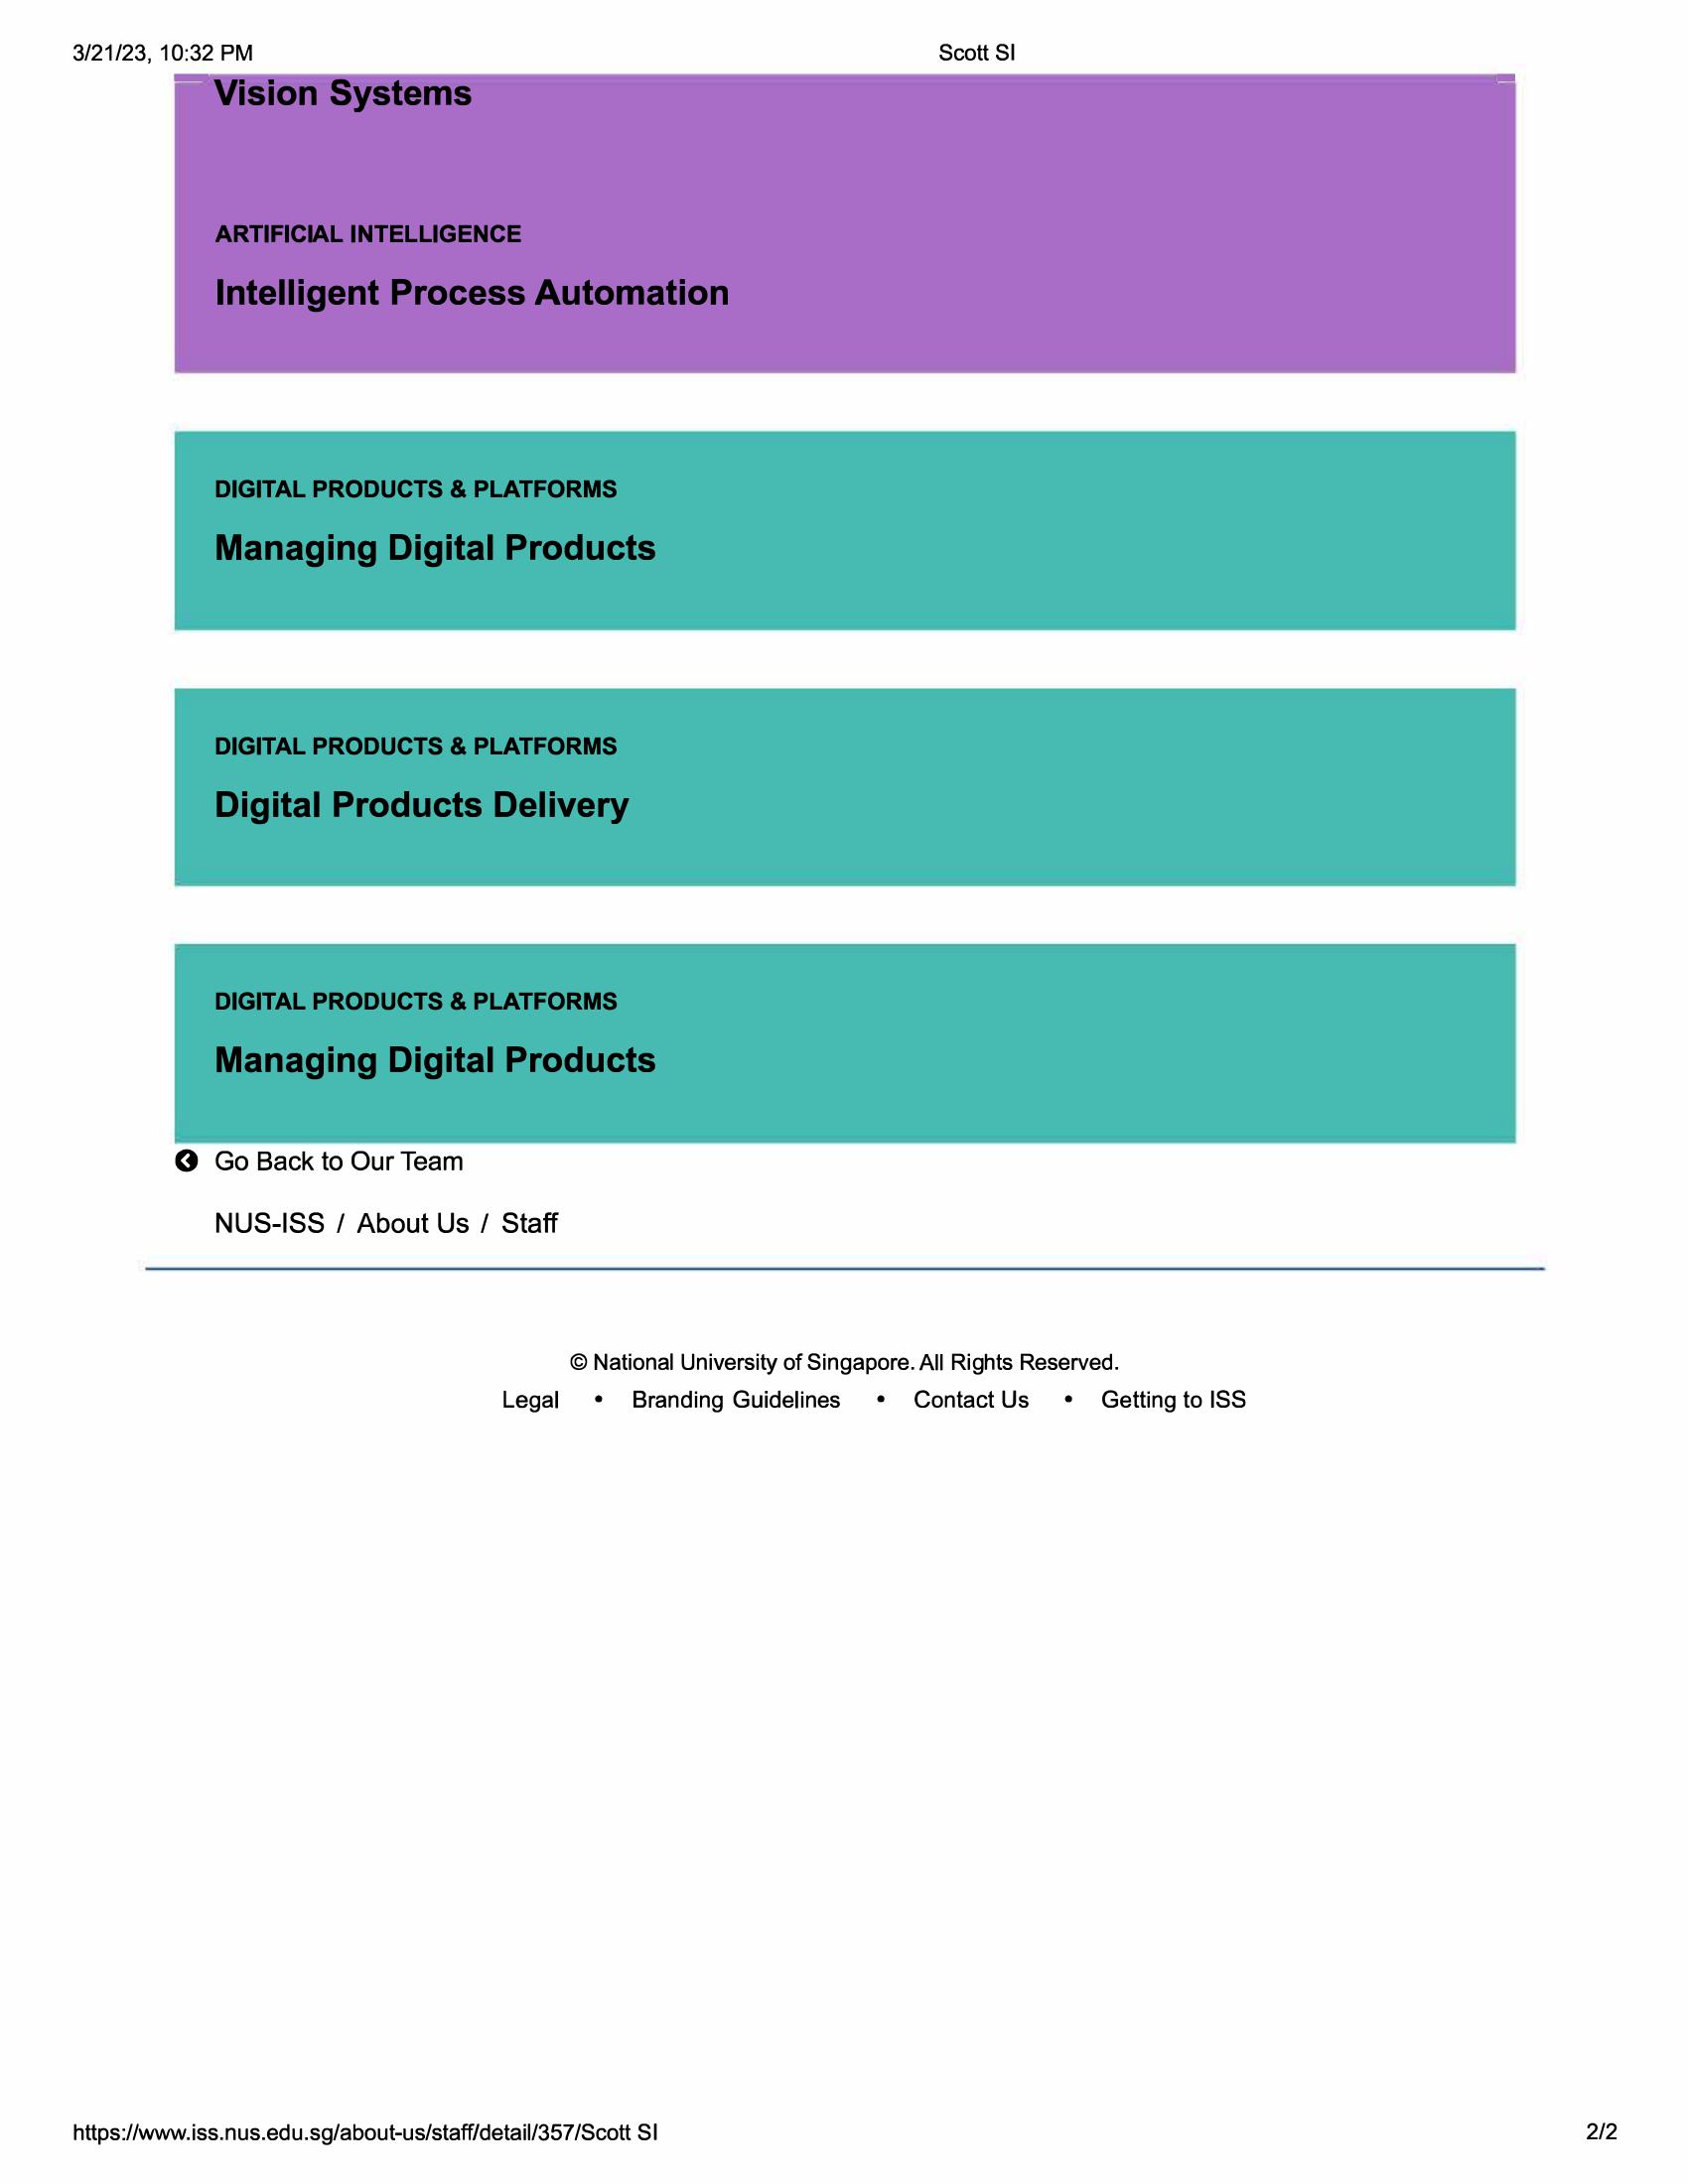 3/21/23, 10:32 PM Scott SI
Vision Systems
ARTIFICIAL INTELLIGENCE
Intelligent Process Automation
DIGITAL PRODUCTS & PLATFORMS
Managing Digital Products
DIGITAL PRODUCTS & PLATFORMS
Digital Products Delivery
DIGITAL PRODUCTS & PLATFORMS
Managing Digital Products
Go Back to Our Team
NUS-ISS / About Us / Staff
© National University of Singapore. All Rights Reserved.
Legal • Branding Guidelines • Contact Us • Getting to ISS
https://www.iss.nus.edu.sg/about-us/staff/detail/357/Scott SI 2/2